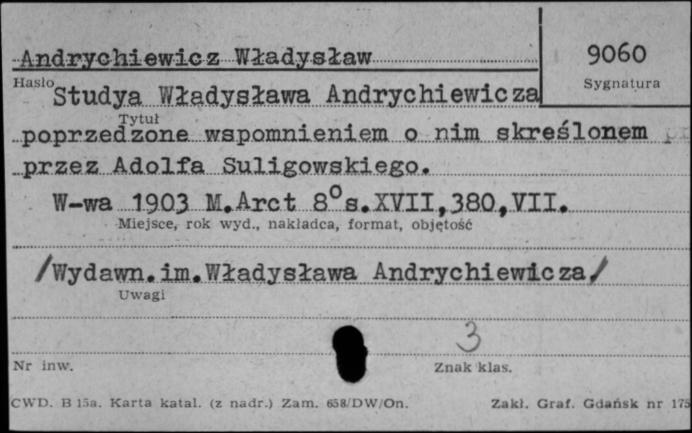 Andrychiewicz Władysław
9060
Hasło
Sygnatura
Studya Władysława Andrychiewicza
Tytuł
poprzedzone wspomnieniem o nim skreślonem
przez Adolfa Suligowskiego.
W-wa 1903 M.Arct 8°s.XVII,380,VII.
Miejsce, rok wyd., nakładca, format, objętość
/Wydawn.im.Władysława Andrychiewicza/
Uwagi
3
Nr inw.
Znak klas.
CWD. B 15a. Karta katal. (z nadr.) Zam. 658/DW/On.
Zakł. Graf. Gdańsk nr 175